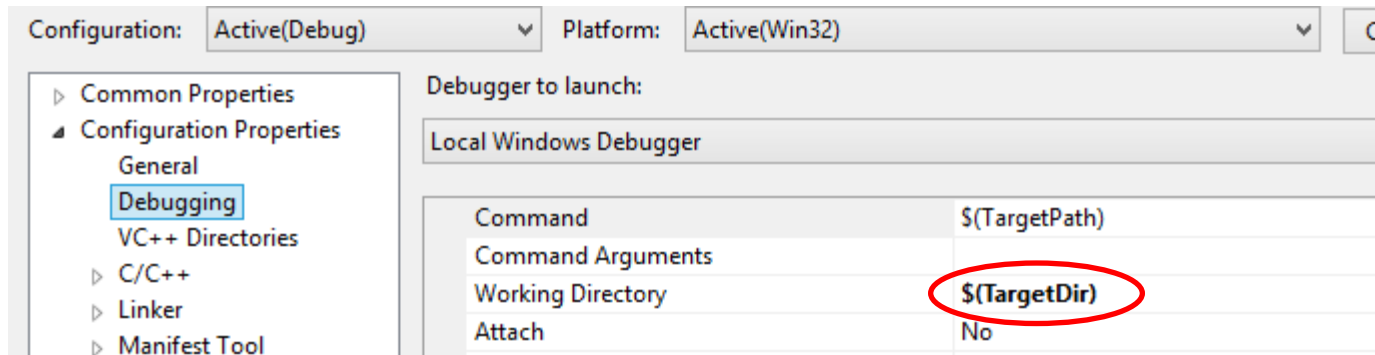 Configuration: Active(Debug) Platform: Active(Win32)
Common Properties
Configuration Properties
General
Debugging
VC++ Directories
C/C++
Linker
Manifest Tool
Debugger to launch:
Local Windows Debugger
Command $(TargetPath)
Command Arguments
Working Directory $(TargetDir)
Attach No